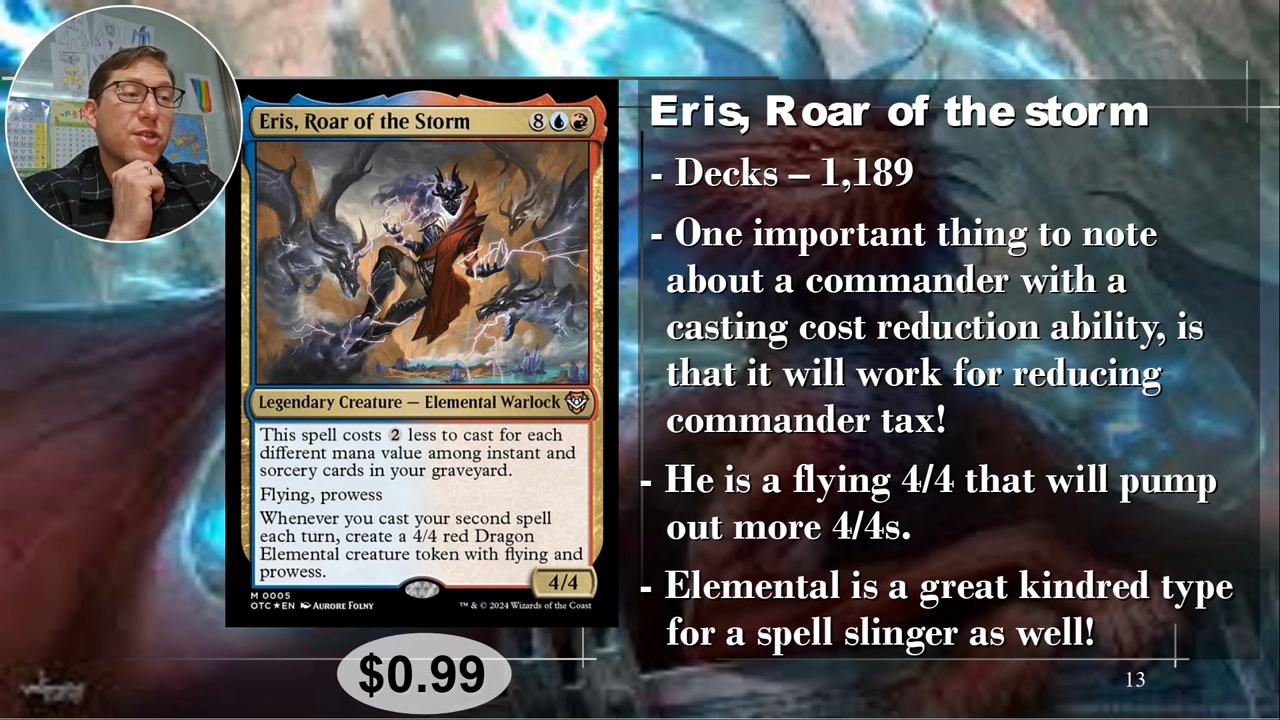 Eris, Roar of the Storm 8
Legendary Creature — Elemental Warlock
This spell costs 2 less to cast for each
different mana value among instant and
sorcery cards in your graveyard.
Flying, prowess
Whenever you cast your second spell
each turn, create a 4/4 red Dragon
Elemental creature token with flying and
prowess.
4/4
M 0005
OTC ★ EN Aurore Folny
™ & © 2024 Wizards of the Coast
$0.99
Eris, Roar of the storm
- Decks – 1,189
- One important thing to note
about a commander with a
casting cost reduction ability, is
that it will work for reducing
commander tax!
- He is a flying 4/4 that will pump
out more 4/4s.
- Elemental is a great kindred type
for a spell slinger as well!
13